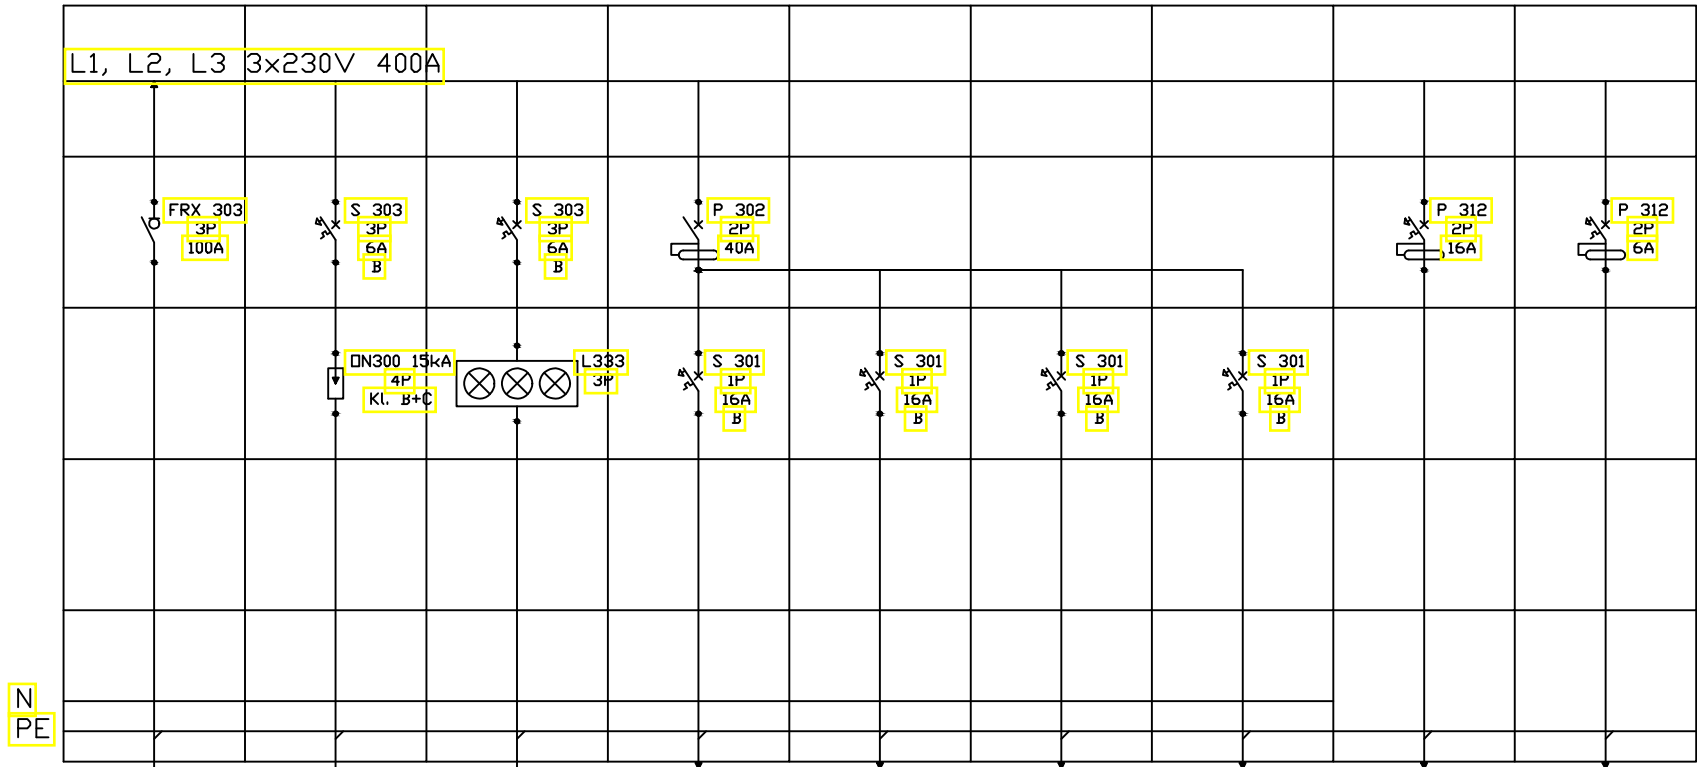 L1, L2, L3 3x230V 400A
FRX 303
3P
100A
S 303
3P
6A
B
S 303
3P
6A
B
P 302
2P
40A
P 312
2P
16A
P 312
2P
6A
ON300 15kA
4P
Kl. B+C
L333
3P
S 301
1P
16A
B
S 301
1P
16A
B
S 301
1P
16A
B
S 301
1P
16A
B
N
PE